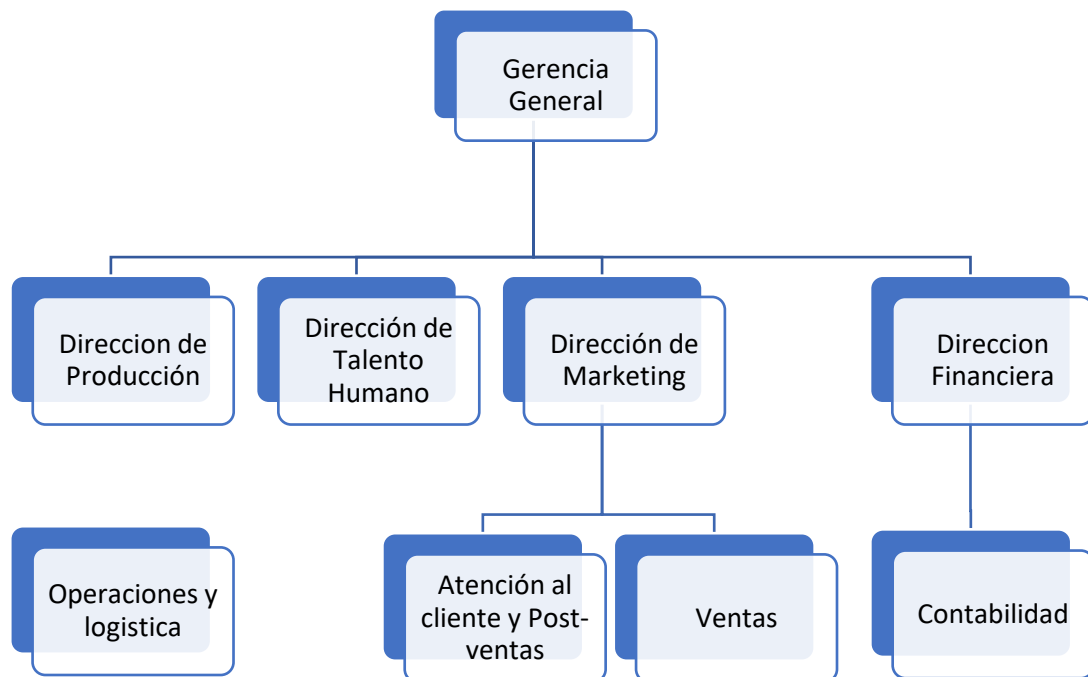 Gerencia
General
Direccion de
Producción
Dirección de
Talento
Humano
Dirección de
Marketing
Direccion
Financiera
Operaciones y
logistica
Atención al
cliente y Post-
ventas
Ventas
Contabilidad